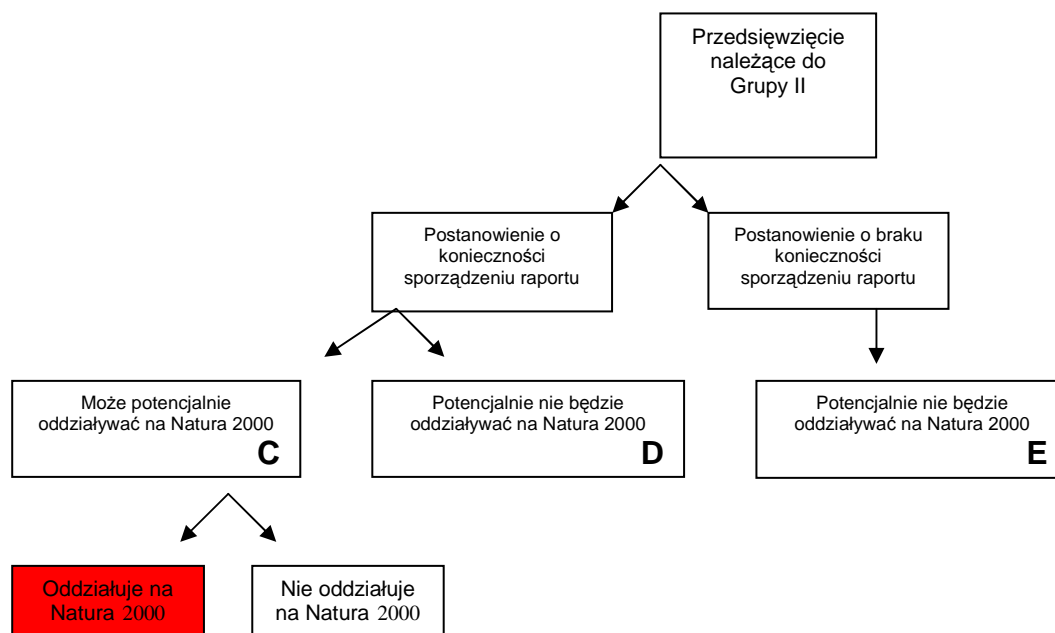 Przedsięwzięcie
należące do
Grupy II
Postanowienie o
konieczności
sporządzeniu raportu
Postanowienie o braku
konieczności
sporządzeniu raportu
Może potencjalnie
oddziaływać na Natura 2000
C
Potencjalnie nie będzie
oddziaływać na Natura 2000
D
Potencjalnie nie będzie
oddziaływać na Natura 2000
E
Oddziałuje na
Natura 2000
Nie oddziałuje
na Natura 2000